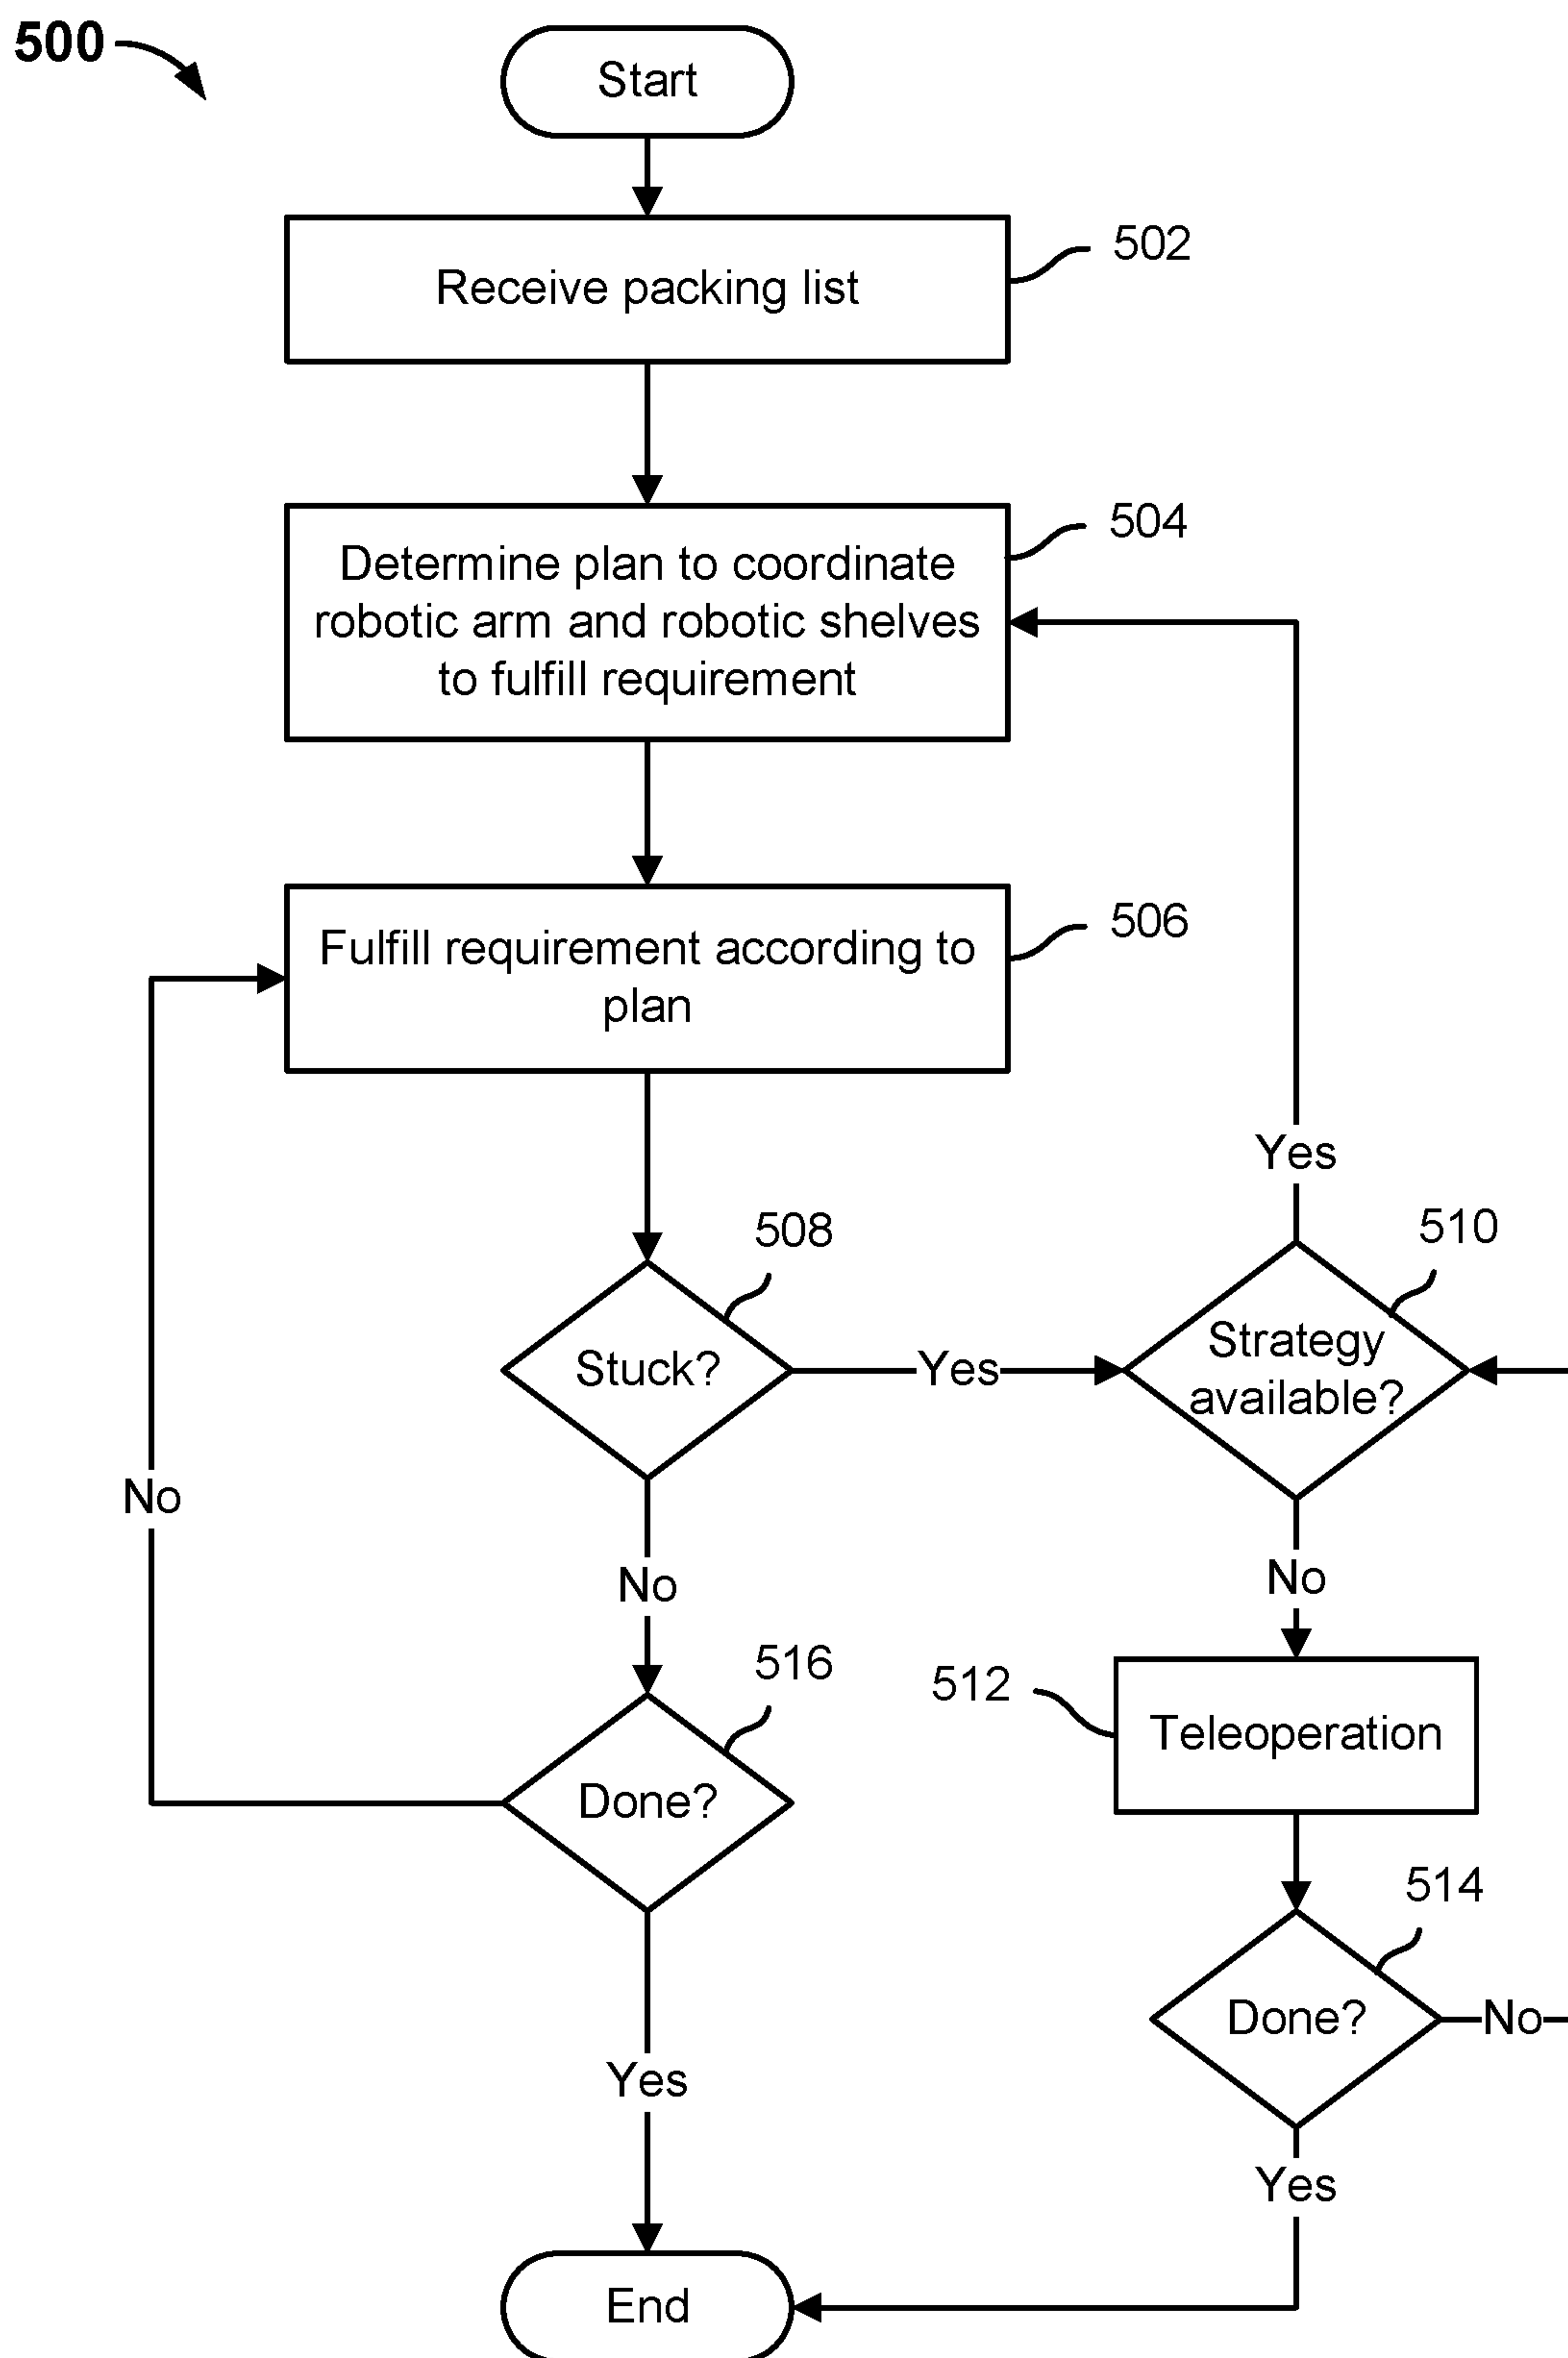 500
Start
502
Receive packing list
504
Determine plan to coordinate
robotic arm and robotic shelves
to fulfill requirement
506
Fulfill requirement according to
plan
Yes
508
510
Stuck?
Yes
Strategy
available?
No
No
No
516
512
Teleoperation
Done?
514
Done?
No
Yes
Yes
End